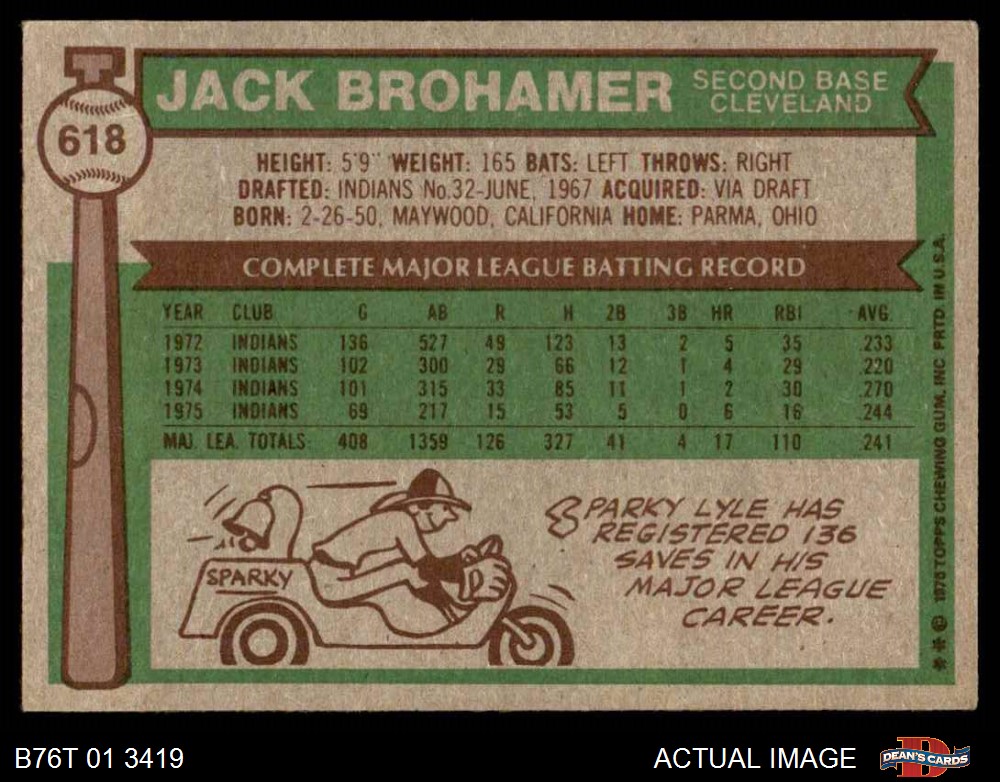 T
JACK BROHAMER
SECOND BASE
CLEVELAND
618
HEIGHT: 5'9" WEIGHT: 165 BATS: LEFT THROWS: RIGHT
DRAFTED: INDIANS No.32-JUNE, 1967 ACQUIRED: VIA DRAFT
BORN: 2-26-50, MAYWOOD, CALIFORNIA HOME: PARMA, OHIO
COMPLETE MAJOR LEAGUE BATTING RECORD
YEAR CLUB G AB R H 2B 3B HR RBI AVG.
1972 INDIANS 136 527 49 123 13 2 5 35 .233
1973 INDIANS 102 300 29 66 12 1 4 29 .220
1974 INDIANS 101 315 33 85 11 1 2 30 .270
1975 INDIANS 69 217 15 53 5 0 6 16 .244
MAJ. LEA. TOTALS 408 1359 126 327 41 4 17 110 .241
SPARKY
SPARKY LYLE HAS
REGISTERED 136
SAVES IN HIS
MAJOR LEAGUE
CAREER.
** © 1976 TOPPS CHEWING GUM, INC PRTD IN U.S.A.
B76T 01 3419
ACTUAL IMAGE
D
DEAN'S CARDS